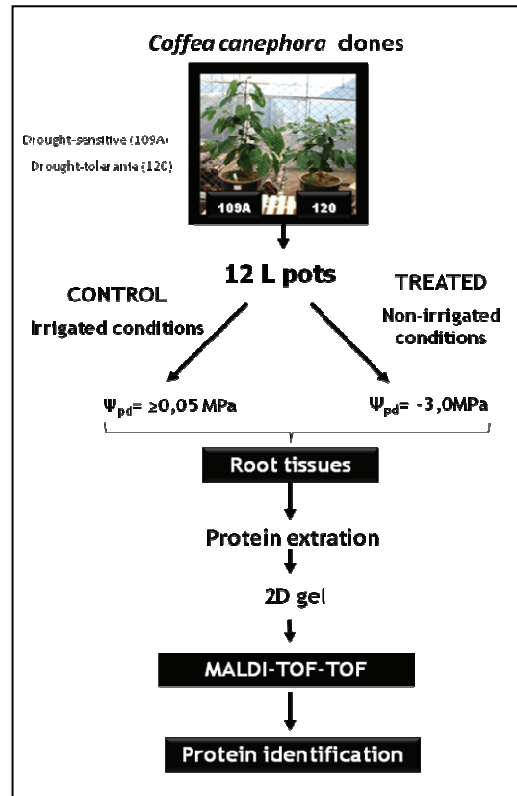 Coffea canephora clones
Drought-sensitive (109A)
Drought-tolerante (120)
109A
120
12 L pots
CONTROL
Irrigated conditions
TREATED
Non-irrigated
conditions
Ψpd= ≥0,05 MPa
Ψpd= -3,0MPa
Root tissues
Protein extration
2D gel
MALDI-TOF-TOF
Protein identification